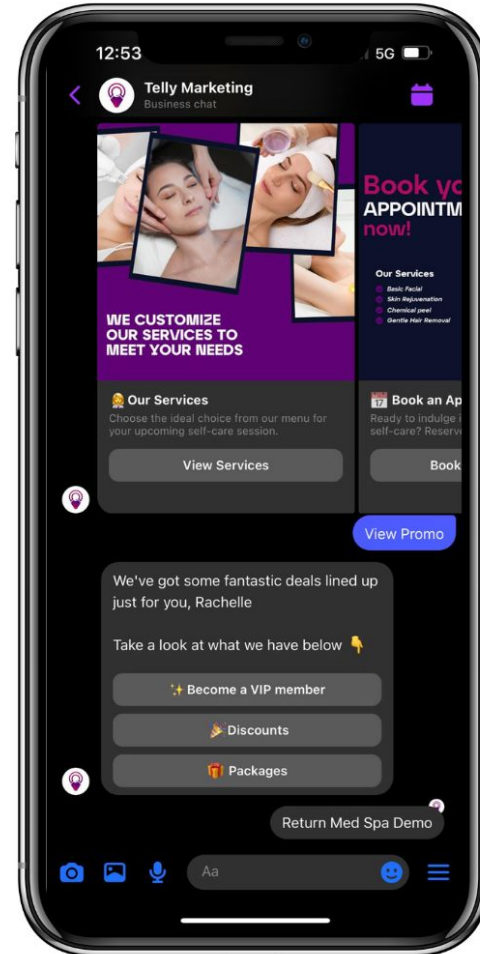 12:53
5G
Telly Marketing
Business chat
WE CUSTOMIZE
OUR SERVICES TO
MEET YOUR NEEDS
👰 Our Services
Choose the ideal choice from our menu for
your upcoming self-care session.
View Services
Book yo
APPOINTM
now!
Our Services
Basic Facial
Skin Rejuvenation
Chemical peel
Gentle Hair Removal
📅 Book an Ap
Ready to indulge i
self-care? Reserve
Book
View Promo
We've got some fantastic deals lined up
just for you, Rachelle
Take a look at what we have below 👇
✨ Become a VIP member
🎉 Discounts
🎁 Packages
Return Med Spa Demo
Aa